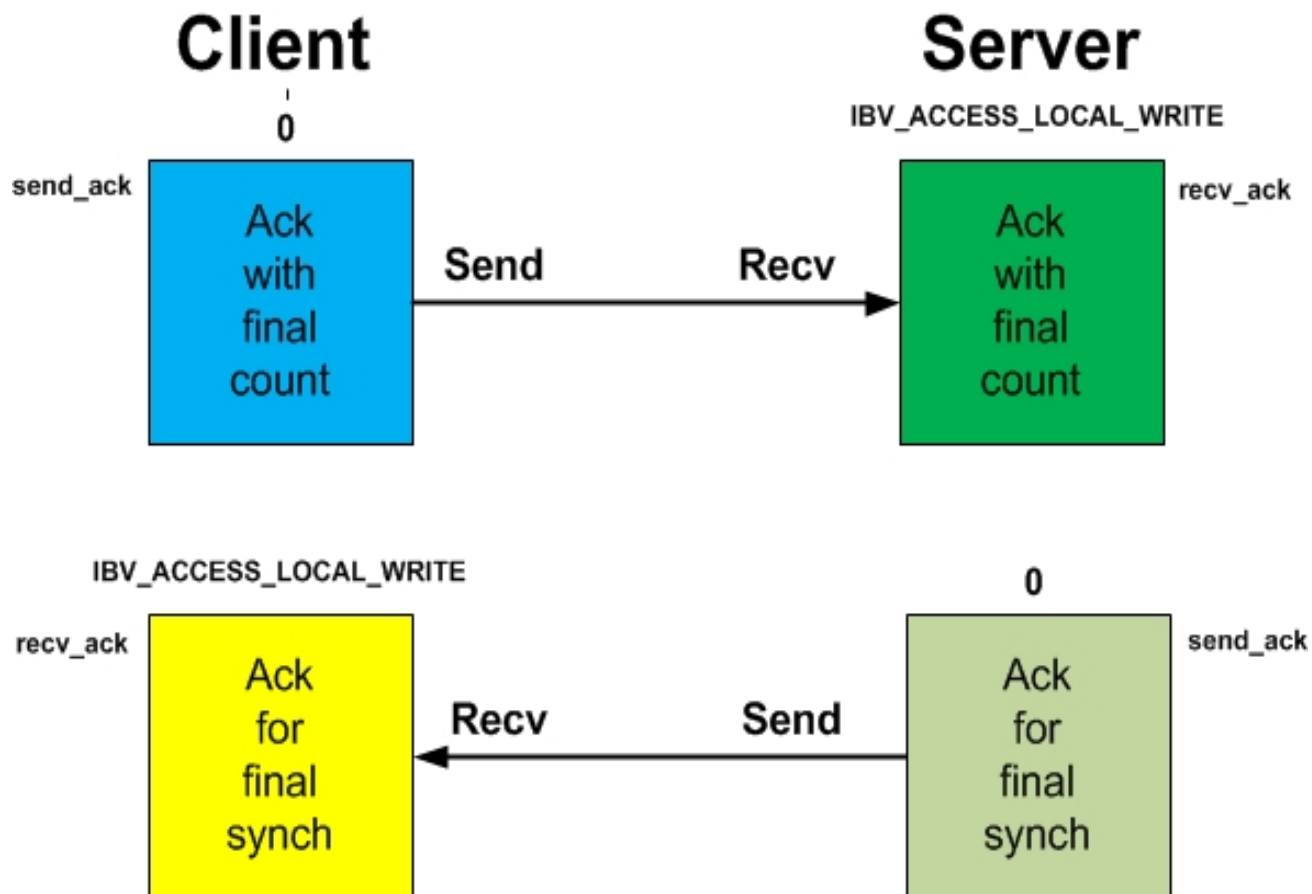 Client
Server
0
IBV_ACCESS_LOCAL_WRITE
send_ack
Ack
with
final
count
Send
Recv
Ack
with
final
count
recv_ack
IBV_ACCESS_LOCAL_WRITE
0
recv_ack
Ack
for
final
synch
Recv
Send
Ack
for
final
synch
send_ack